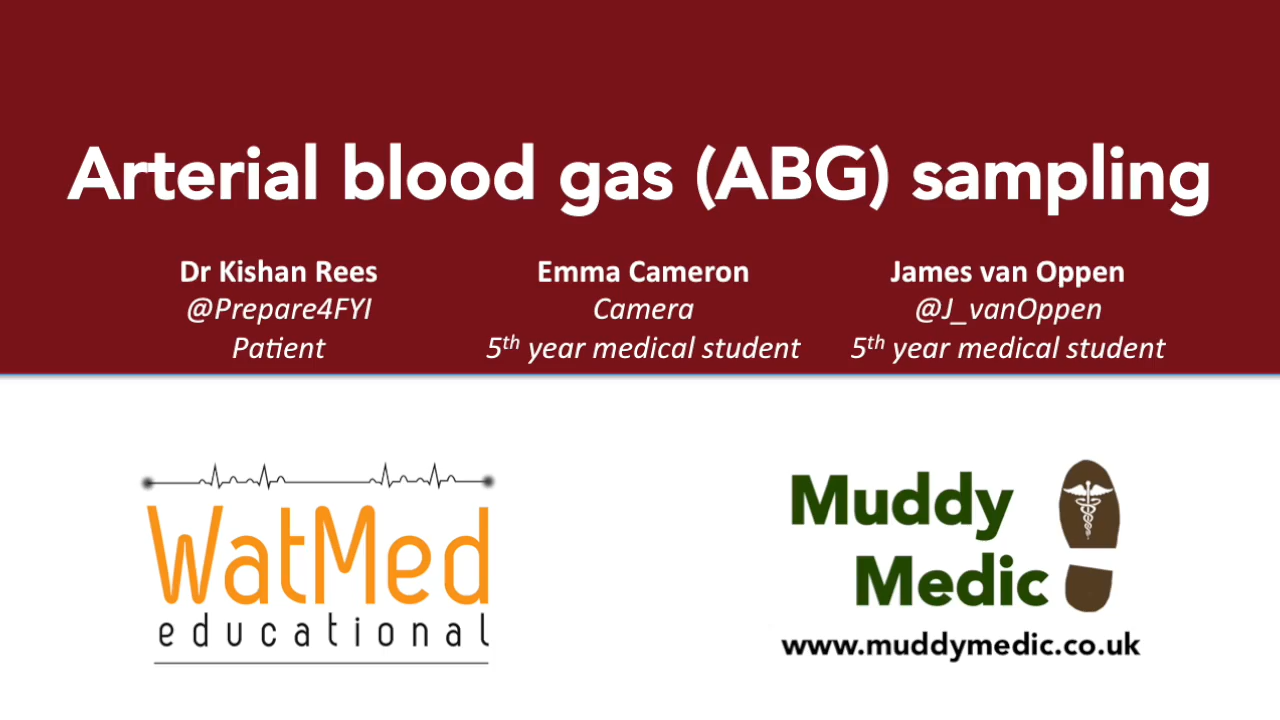 Arterial blood gas (ABG) sampling
Dr Kishan Rees
@Prepare4FYI
Patient
Emma Cameron
Camera
5th year medical student
James van Oppen
@J_vanOppen
5th year medical student
WatMed
educational
Muddy
Medic
www.muddymedic.co.uk